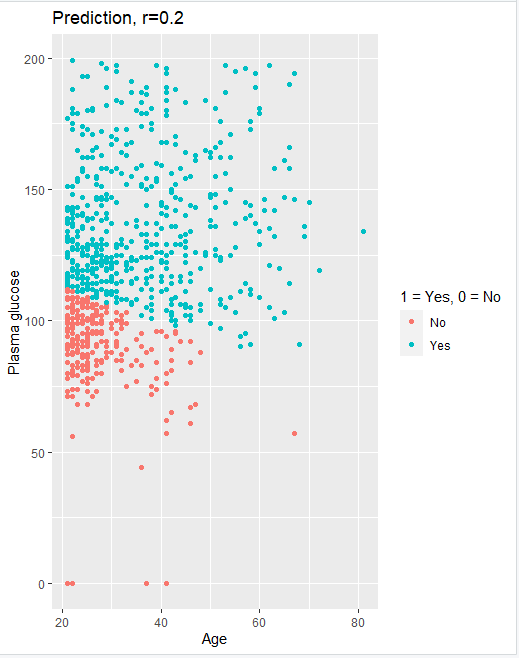 Prediction, r=0.2
200
150
100
50
0
Plasma glucose
20 40 60 80
Age
1 = Yes, 0 = No
No
Yes